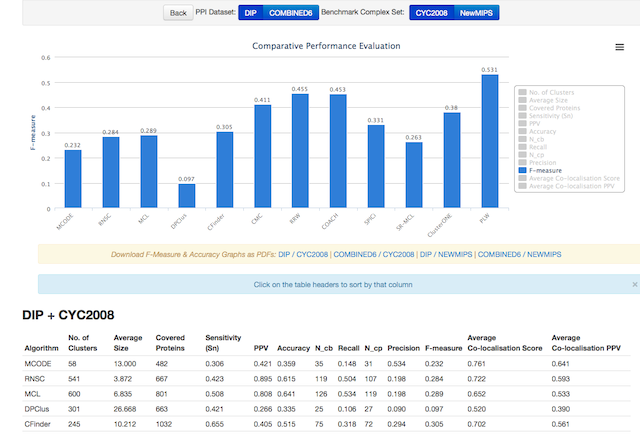 Back PPI Dataset: DIP COMBINED6 Benchmark Complex Set: CYC2008 NewMIPS
Comparative Performance Evaluation
F-measure
0.6
0.5
0.4
0.3
0.2
0.1
0
0.232
0.284
0.289
0.097
0.305
0.411
0.455
0.453
0.331
0.263
0.38
0.531
MCODE
RNSC
MCL
DPClus
CFinder
CMC
RRW
COACH
SPICi
SR-MCL
ClusterONE
PLW
No. of Clusters
Average Size
Covered Proteins
Sensitivity (Sn)
PPV
Accuracy
N_cb
Recall
N_cp
Precision
F-measure
Average Co-localisation Score
Average Co-localisation PPV
Download F-Measure & Accuracy Graphs as PDFs: DIP / CYC2008 | COMBINED6 / CYC2008 | DIP / NEWMIPS | COMBINED6 / NEWMIPS
Click on the table headers to sort by that column ×
DIP + CYC2008
No. of Average Covered Sensitivity Average Average
Algorithm Clusters Size Proteins (Sn) PPV Accuracy N_cb Recall N_cp Precision F-measure Co-localisation Score Co-localisation PPV
MCODE 58 13.000 482 0.306 0.421 0.359 35 0.148 31 0.534 0.232 0.761 0.641
RNSC 541 3.872 667 0.423 0.895 0.615 119 0.504 107 0.198 0.284 0.722 0.593
MCL 600 6.835 801 0.508 0.808 0.641 126 0.534 119 0.198 0.289 0.652 0.533
DPClus 301 26.668 663 0.421 0.266 0.335 25 0.106 27 0.090 0.097 0.520 0.390
CFinder 245 10.212 1032 0.655 0.405 0.515 75 0.318 72 0.294 0.305 0.702 0.561